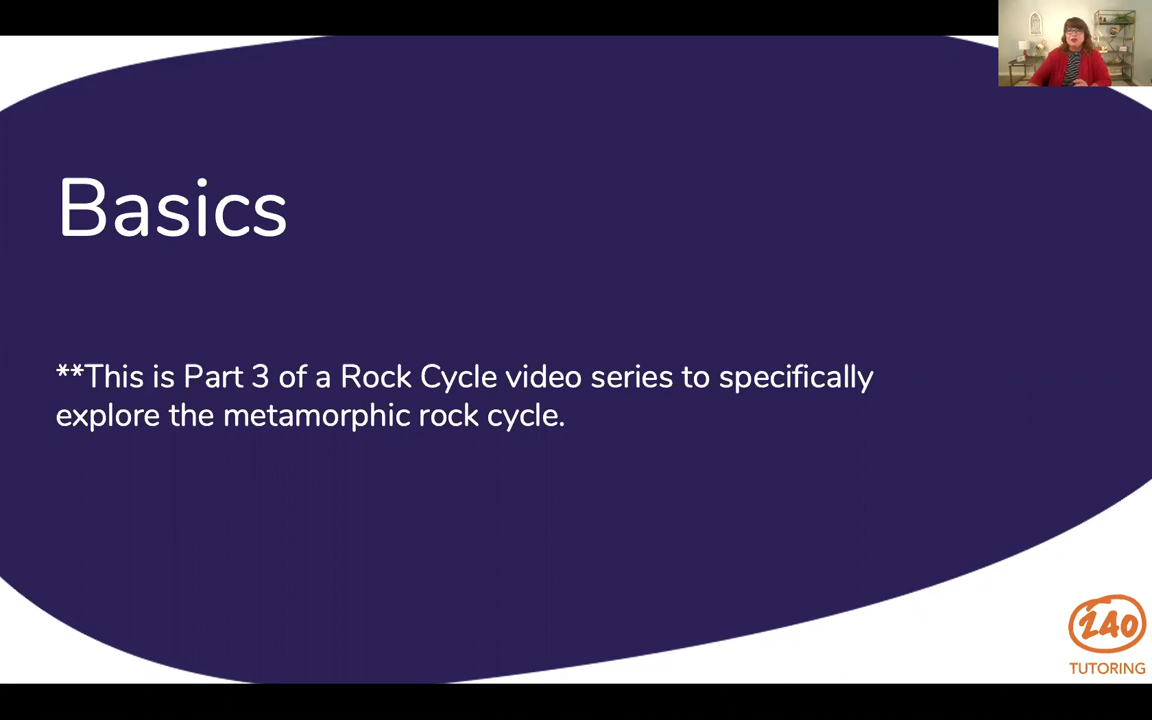 Basics
**This is Part 3 of a Rock Cycle video series to specifically
explore the metamorphic rock cycle.
240
TUTORING